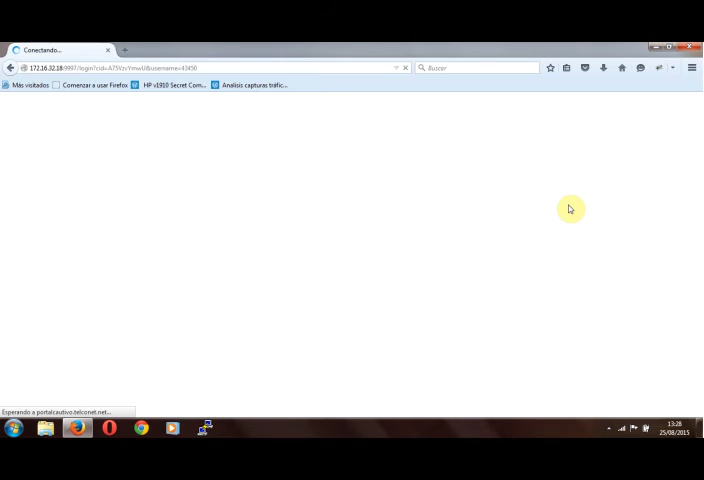 Conectando...
172.16.32.18:9997/login?cid=A75VzcYmwU&username=43450
Buscar
Más visitados
Comenzar a usar Firefox
HP v1910 Secret Com...
Analisis capturas tráfic...
Esperando a portalcautivo.telconet.net...
13:28
25/08/2015